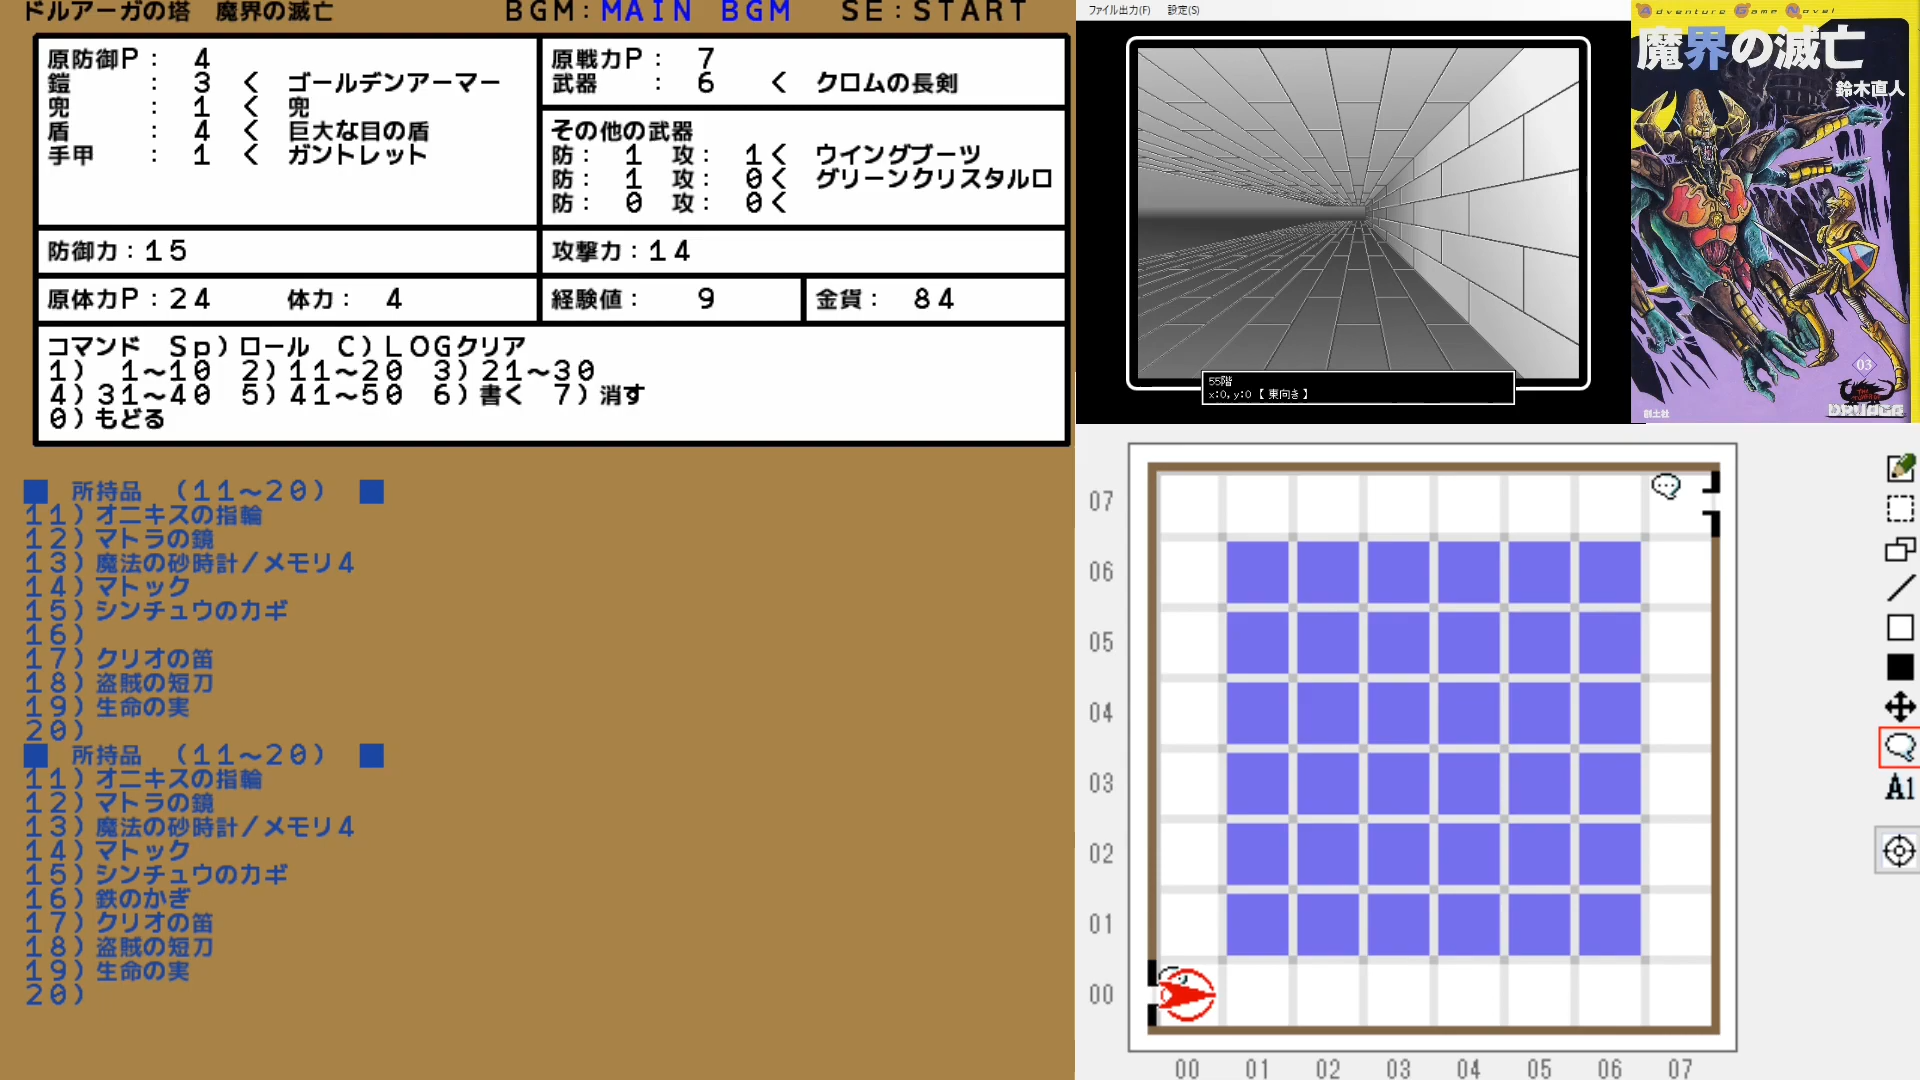 ドルアーガの塔　魔界の滅亡　BGM:MAIN BGM　SE:START
原防御P：　4
鎧　：　3　＜　ゴールデンアーマー
兜　：　1　＜　兜
盾　：　4　＜　巨大な目の盾
手甲　：　1　＜　ガントレット
原戦力P：　7
武器　：　6　＜　クロムの長剣
その他の武器
防：　1　攻：　1＜　ウイングブーツ
防：　1　攻：　0＜　グリーンクリスタルロ
防：　0　攻：　0＜
防御力：15
攻撃力：14
原体力P：24　体力：　4
経験値：　9
金貨：　84
コマンド　Sp）ロール　C）LOGクリア
1）　1～10　2）11～20　3）21～30
4）31～40　5）41～50　6）書く　7）消す
0）もどる
■　所持品　（11～20）　■
11）オニキスの指輪
12）マトラの鏡
13）魔法の砂時計／メモリ4
14）マトック
15）シンチュウのカギ
16）
17）クリオの笛
18）盗賊の短刀
19）生命の実
20）
■　所持品　（11～20）　■
11）オニキスの指輪
12）マトラの鏡
13）魔法の砂時計／メモリ4
14）マトック
15）シンチュウのカギ
16）鉄のかぎ
17）クリオの笛
18）盗賊の短刀
19）生命の実
20）
ファイル出力(F)　設定(S)
55階
x:0,y:0【 東向き 】
Adventure Game Novel
魔界の滅亡
鈴木直人
03
創土社
DRUAGA
07
06
05
04
03
02
01
00
00 01 02 03 04 05 06 07
A1